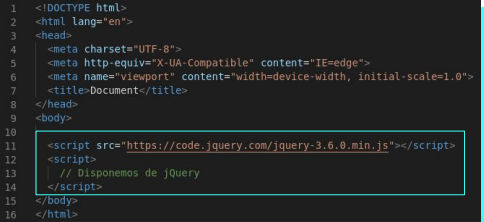 1 <!DOCTYPE html>
2 <html lang="en">
3 <head>
4 <meta charset="UTF-8">
5 <meta http-equiv="X-UA-Compatible" content="IE=edge">
6 <meta name="viewport" content="width=device-width, initial-scale=1.0">
7 <title>Document</title>
8 </head>
9 <body>
10
11 <script src="https://code.jquery.com/jquery-3.6.0.min.js"></script>
12 <script>
13 // Disponemos de jQuery
14 </script>
15 </body>
16 </html>